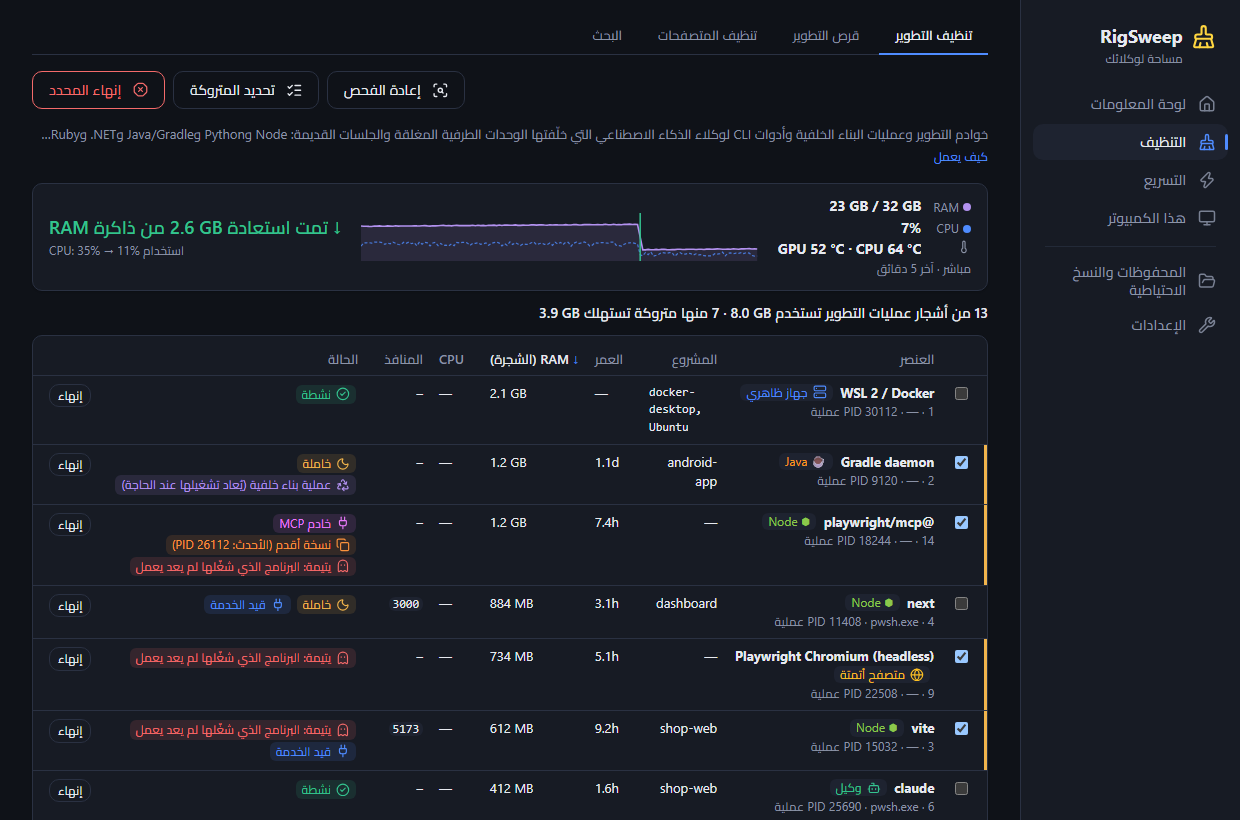 RigSweep
مساحة لوكلائك
لوحة المعلومات
التنظيف
التسريع
هذا الكمبيوتر
المحفوظات والنسخ
الاحتياطية
الإعدادات
تنظيف التطوير
قرص التطوير
تنظيف المتصفحات
البحث
إعادة الفحص
تحديد المتروكة
إنهاء المحدد
خوادم التطوير وعمليات البناء الخلفية وأدوات CLI لوكلاء الذكاء الاصطناعي التي خلّفتها الوحدات الطرفية المغلقة والجلسات القديمة: Node وPython وJava/Gradle و.NET وRuby...
كيف يعمل
RAM 23 GB / 32 GB
CPU 7%
GPU 52 °C · CPU 64 °C
مباشر · آخر 5 دقائق
↓ تمت استعادة 2.6 GB من ذاكرة RAM
CPU: 35% → 11% استخدام
13 من أشجار عمليات التطوير تستخدم 8.0 GB · 7 منها متروكة تستهلك 3.9 GB
العنصر المشروع العمر ↓ RAM (الشجرة) CPU المنافذ الحالة
WSL 2 / Docker جهاز ظاهري — 2.1 GB — – نشطة إنهاء
PID 30112 · — · 1 عملية
docker-
desktop,
Ubuntu
Gradle daemon Java android-app 1.1d 1.2 GB — – خاملة إنهاء
PID 9120 · — · 2 عملية
عملية بناء خلفية (يُعاد تشغيلها عند الحاجة)
@playwright/mcp Node — 7.4h 1.2 GB — – خادم MCP إنهاء
PID 18244 · — · 14 عملية
نسخة أقدم (الأحدث: PID 26112)
يتيمة: البرنامج الذي شغّلها لم يعد يعمل
next Node dashboard 3.1h 884 MB — 3000 خاملة قيد الخدمة إنهاء
PID 11408 · pwsh.exe · 4 عملية
Playwright Chromium (headless) — 5.1h 734 MB — – يتيمة: البرنامج الذي شغّلها لم يعد يعمل إنهاء
متصفح أتمتة
PID 22508 · — · 9 عملية
vite Node shop-web 9.2h 612 MB — 5173 يتيمة: البرنامج الذي شغّلها لم يعد يعمل إنهاء
PID 15032 · — · 3 عملية
قيد الخدمة
claude وكيل shop-web 1.6h 412 MB — – نشطة إنهاء
PID 25690 · pwsh.exe · 6 عملية